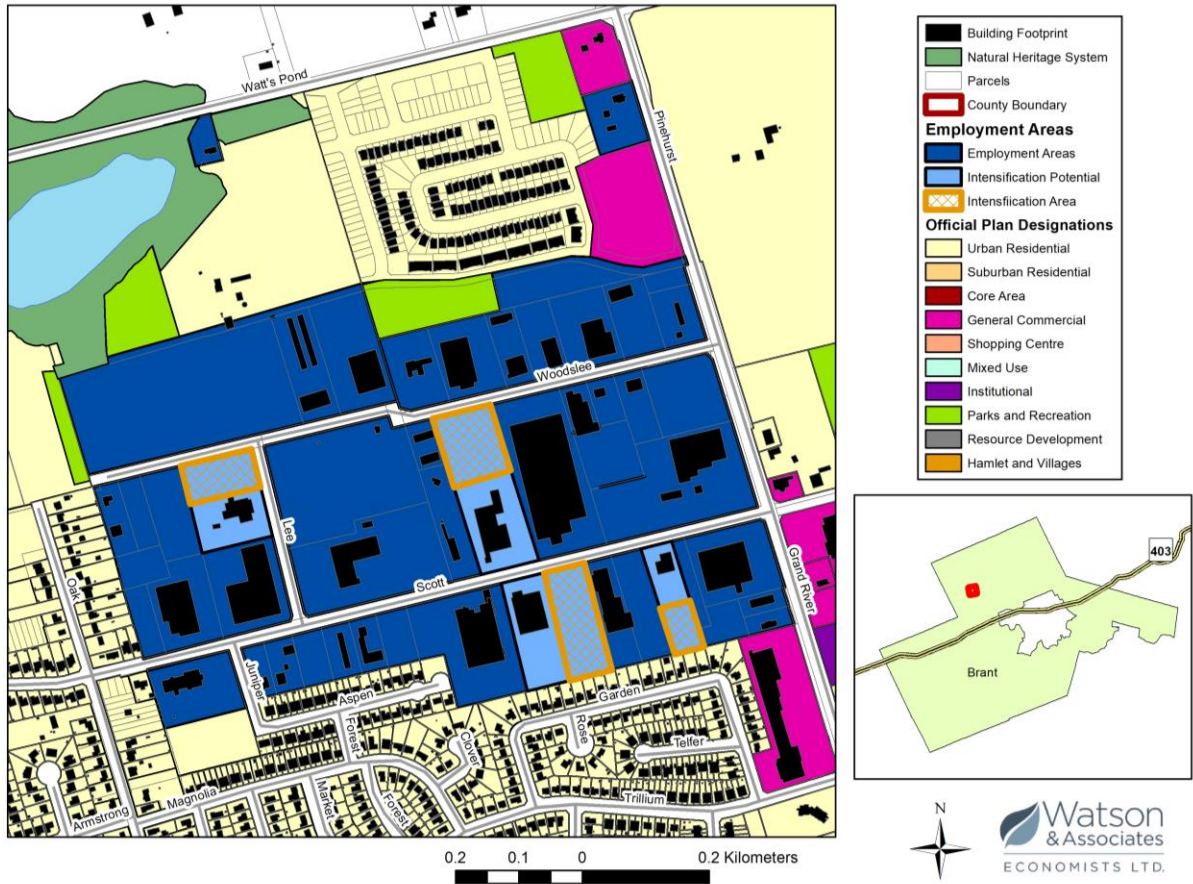 Watt's Pond
Pinehurst
Woodslee
Lee
Scott
Oak
Grand River
Juniper
Aspen
Forest
Clover
Garden
Rose
Telfer
Magnolia
Market
Forest
Trillium
Armstrong
Building Footprint
Natural Heritage System
Parcels
County Boundary
Employment Areas
Employment Areas
Intensification Potential
Intensfiication Area
Official Plan Designations
Urban Residential
Suburban Residential
Core Area
General Commercial
Shopping Centre
Mixed Use
Institutional
Parks and Recreation
Resource Development
Hamlet and Villages
403
Brant
0.2 0.1 0 0.2 Kilometers
N
Watson
& Associates
ECONOMISTS LTD.